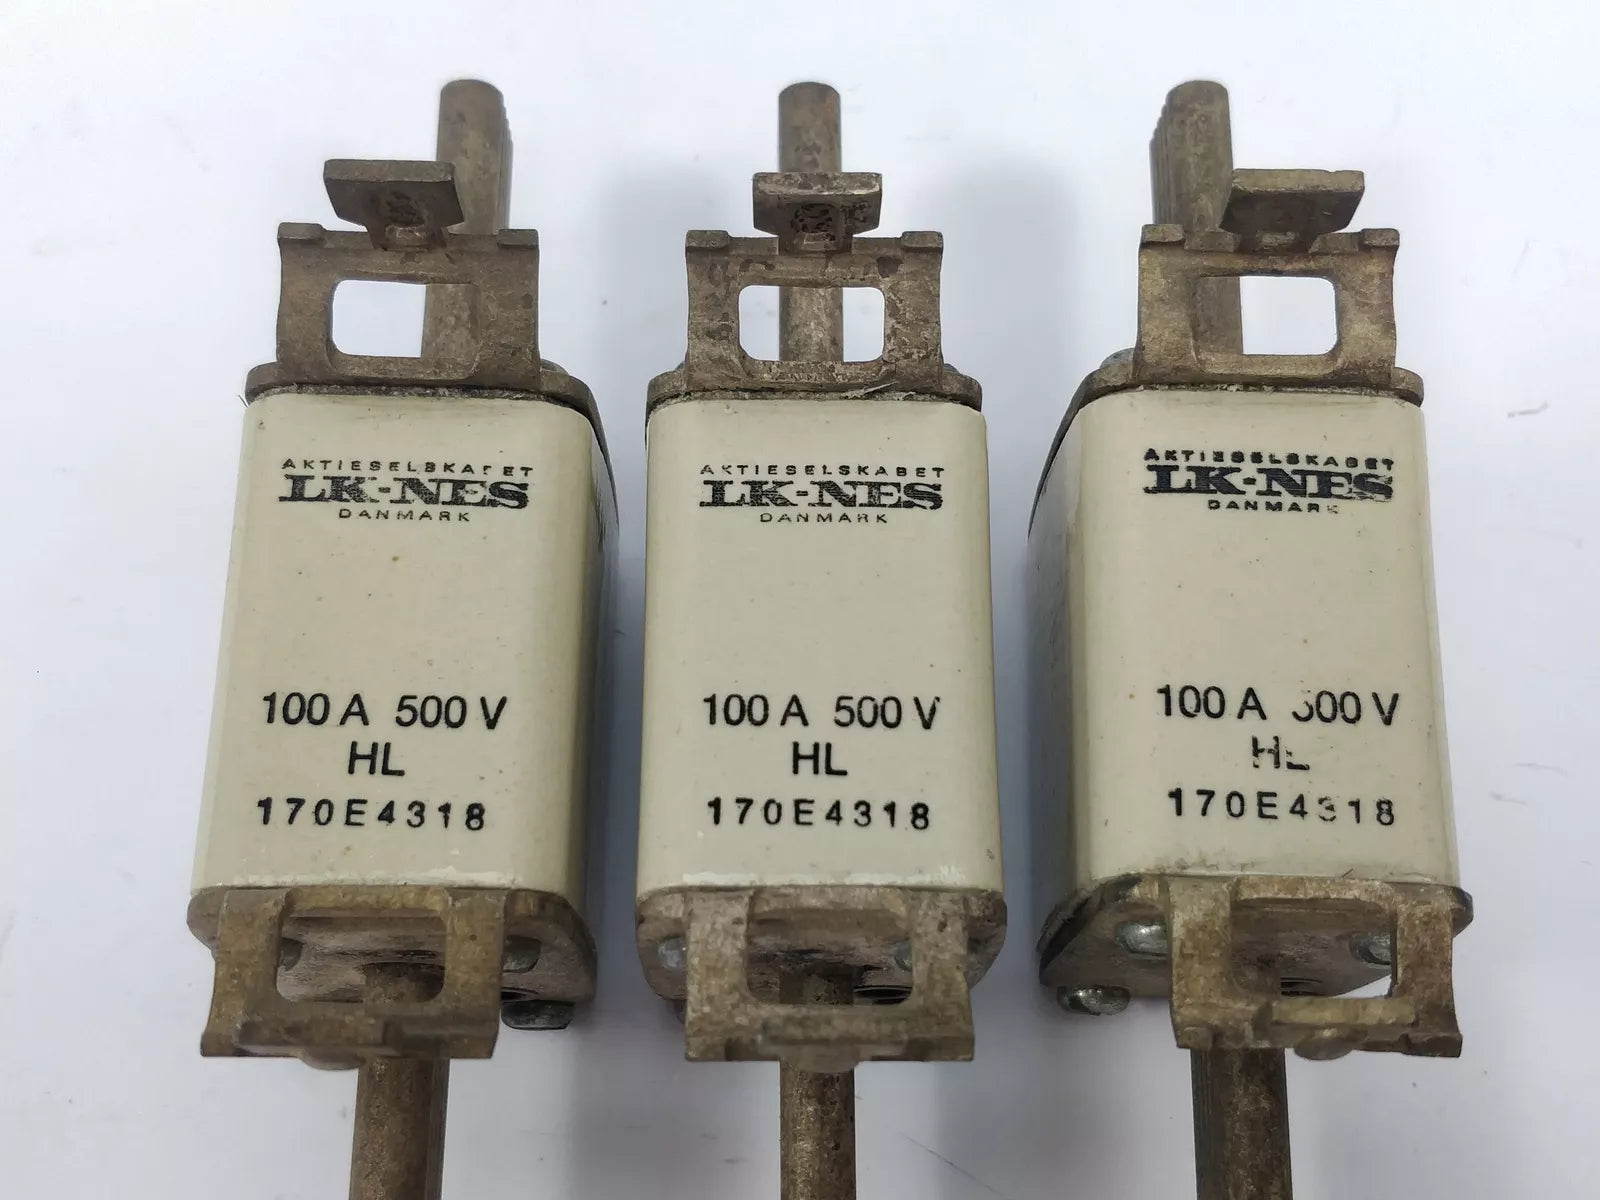 AKTIESELSKABET
LK-NES
DANMARK
100 A 500 V
HL
170E4318
AKTIESELSKABET
LK-NES
DANMARK
100 A 500 V
HL
170E4318
AKTIESELSKABET
LK-NES
DANMARK
100 A 500 V
HL
170E4318